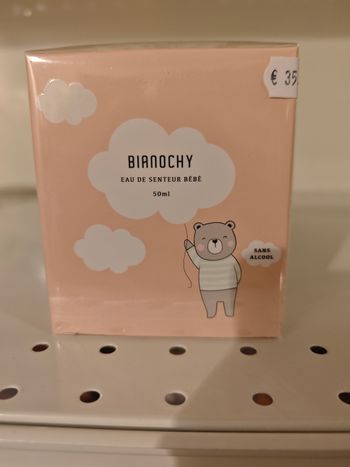 € 35
BIANOCHY
EAU DE SENTEUR BÉBÉ
50ml
SANS
ALCOOL